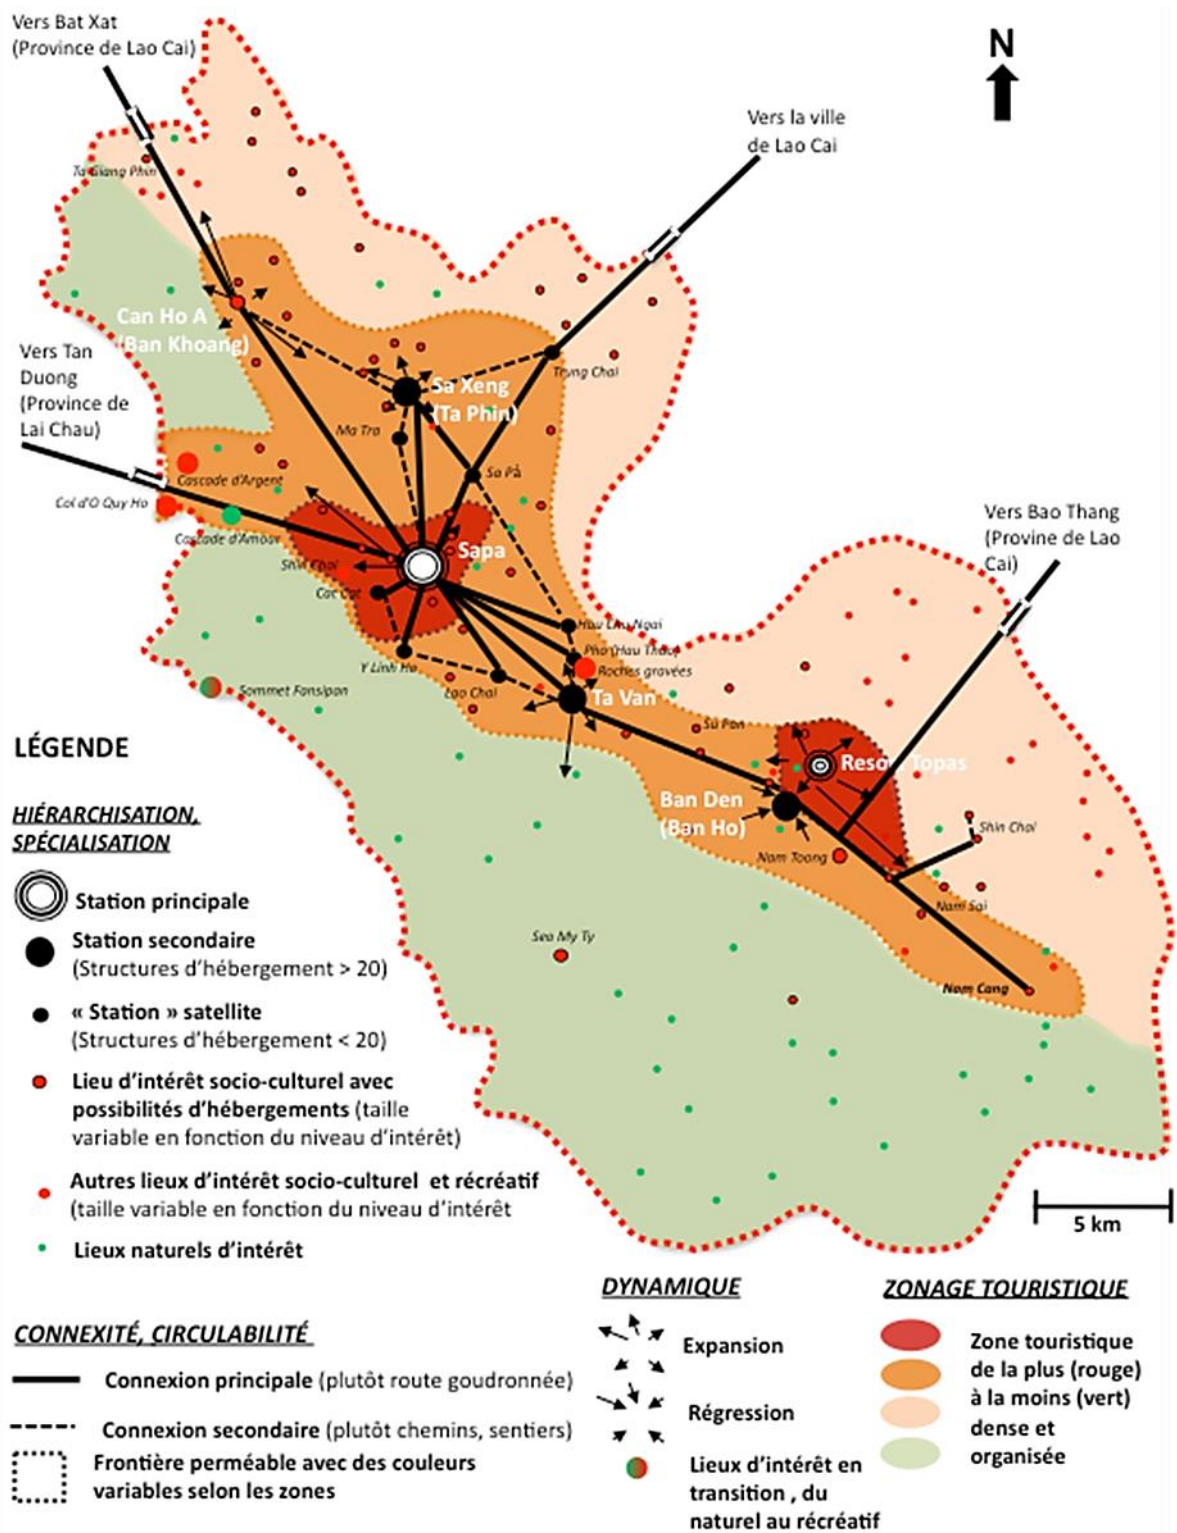 Vers Bat Xat
(Province de Lao Cai)
N
Vers la ville
de Lao Cai
Ta Giang Phin
Can Ho A
(Ban Khoang)
Vers Tan
Duong
(Province de
Lai Chau)
Sa Xeng
(Ta Phin)
Trung Chai
Ma Tra
Sa Pả
Cascade d'Argent
Col d'O Quy Ho
Cascade d'Amour
Sapa
Shin Chai
Cat Cat
Vers Bao Thang
(Provine de Lao
Cai)
Hau Chu Ngai
Pho (Hau Thao)
Roches gravées
Y Linh Ho
Lao Chai
Ta Van
Sommet Fansipan
Su Pan
Resort Topas
Ban Den
(Ban Ho)
Nam Toong
Shin Chai
Nam Sai
Sea My Ty
Nam Cang
LÉGENDE
HIÉRARCHISATION,
SPÉCIALISATION
Station principale
Station secondaire
(Structures d'hébergement > 20)
« Station » satellite
(Structures d'hébergement < 20)
Lieu d'intérêt socio-culturel avec
possibilités d'hébergements (taille
variable en fonction du niveau d'intérêt)
Autres lieux d'intérêt socio-culturel et récréatif
(taille variable en fonction du niveau d'intérêt
Lieux naturels d'intérêt
5 km
CONNEXITÉ, CIRCULABILITÉ
Connexion principale (plutôt route goudronnée)
Connexion secondaire (plutôt chemins, sentiers)
Frontière perméable avec des couleurs
variables selon les zones
DYNAMIQUE
Expansion
Régression
Lieux d'intérêt en
transition , du
naturel au récréatif
ZONAGE TOURISTIQUE
Zone touristique
de la plus (rouge)
à la moins (vert)
dense et
organisée